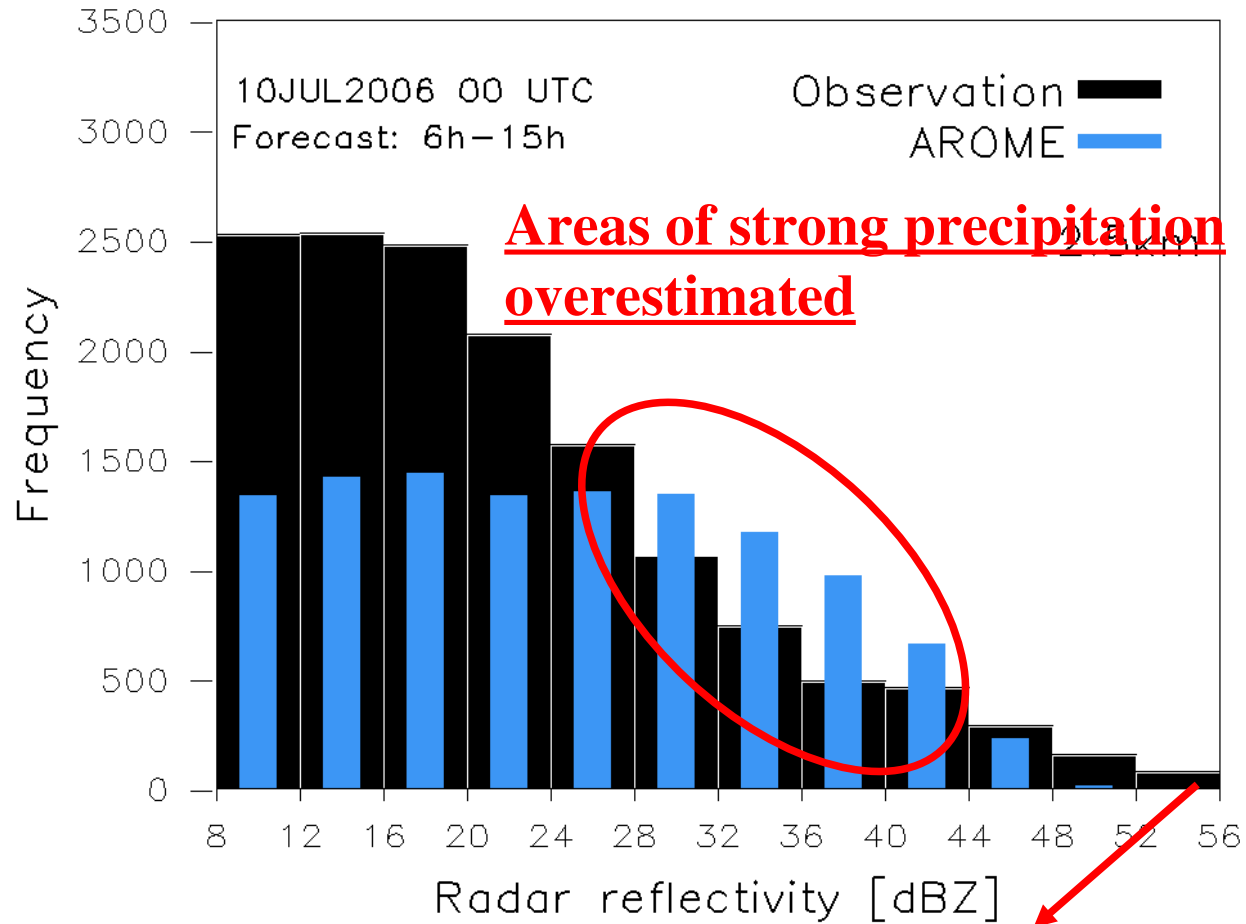 3500
3000
2500
2000
1500
1000
500
0
Frequency
10JUL2006 00 UTC
Forecast: 6h-15h
Observation
AROME
2.5km
Areas of strong precipitation
overestimated
8 12 16 20 24 28 32 36 40 44 48 52 56
Radar reflectivity [dBZ]